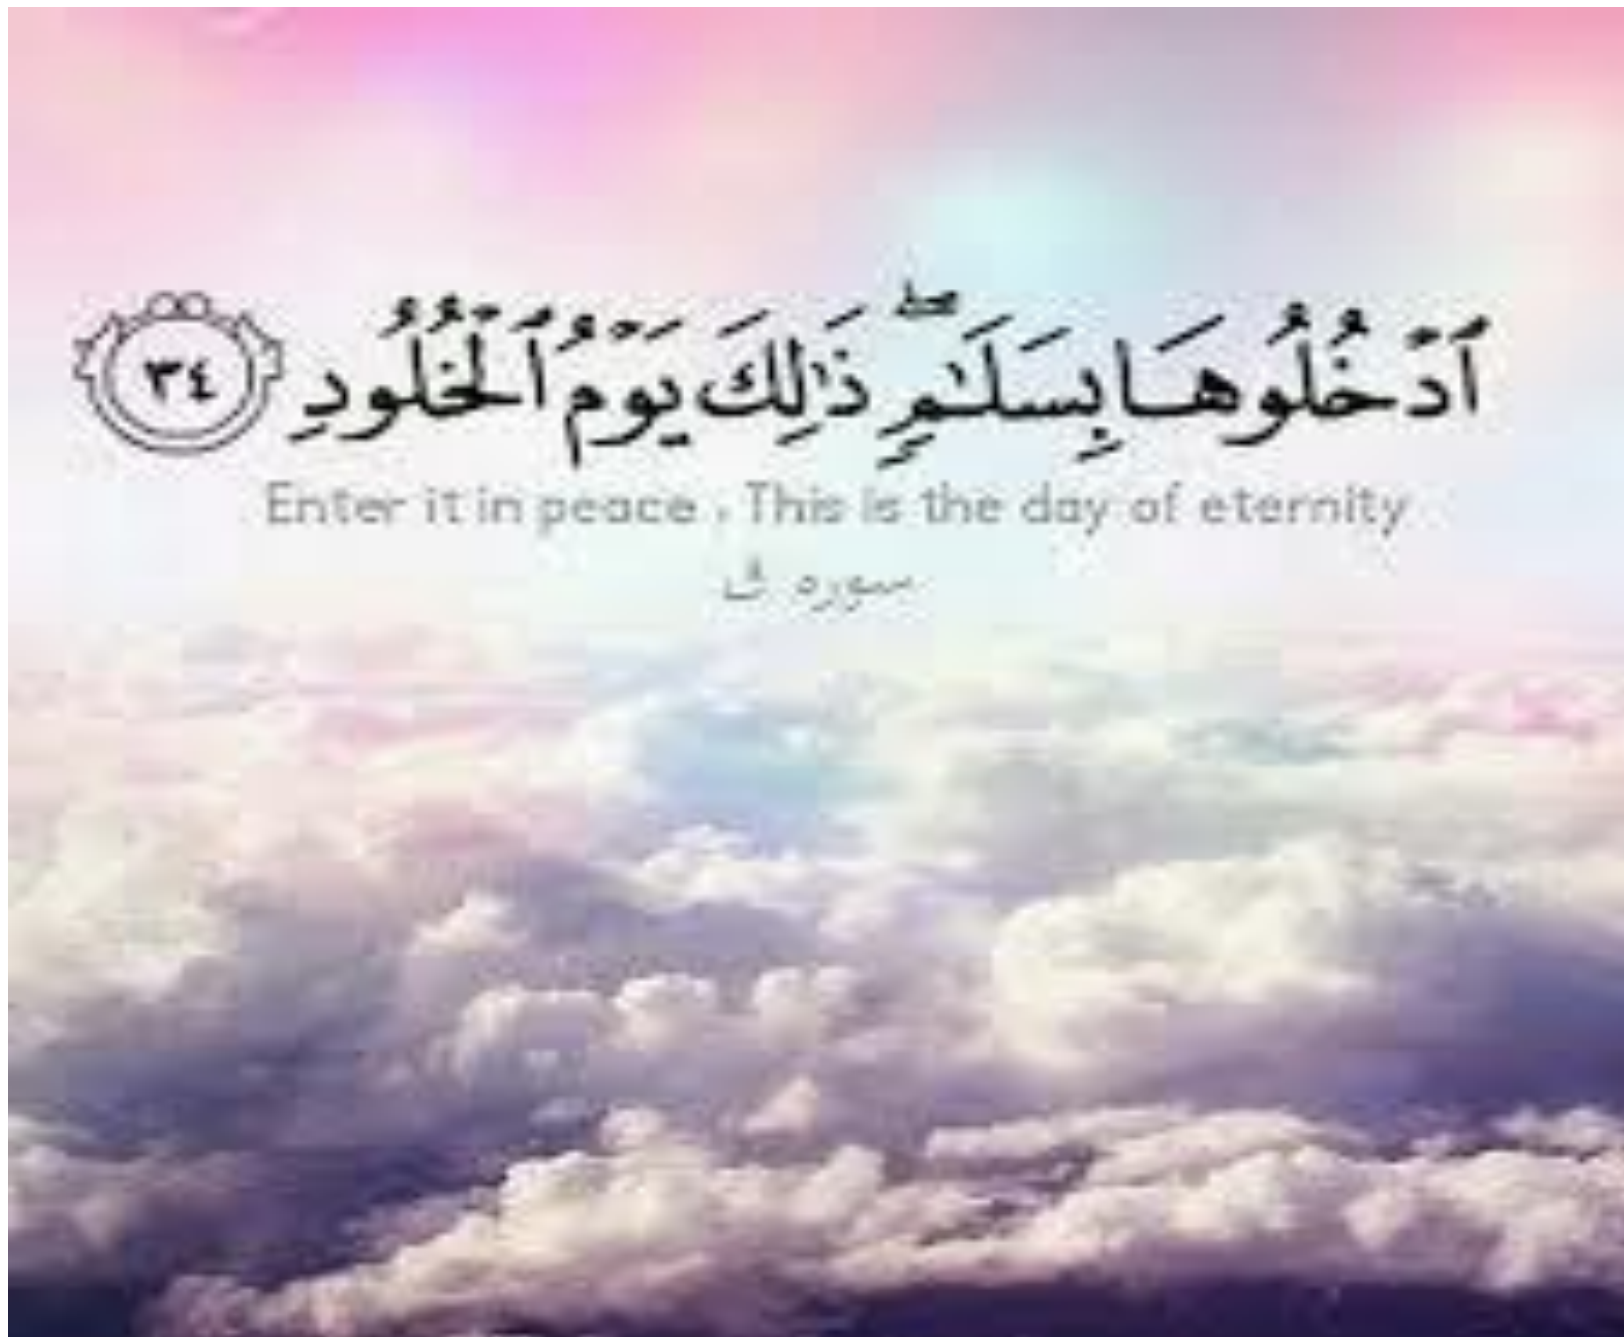 ٱدۡخُلُوهَا بِسَلَٰمٖۖ ذَٰلِكَ يَوۡمُ ٱلۡخُلُودِ ٣٤
Enter it in peace . This is the day of eternity
سوره ق